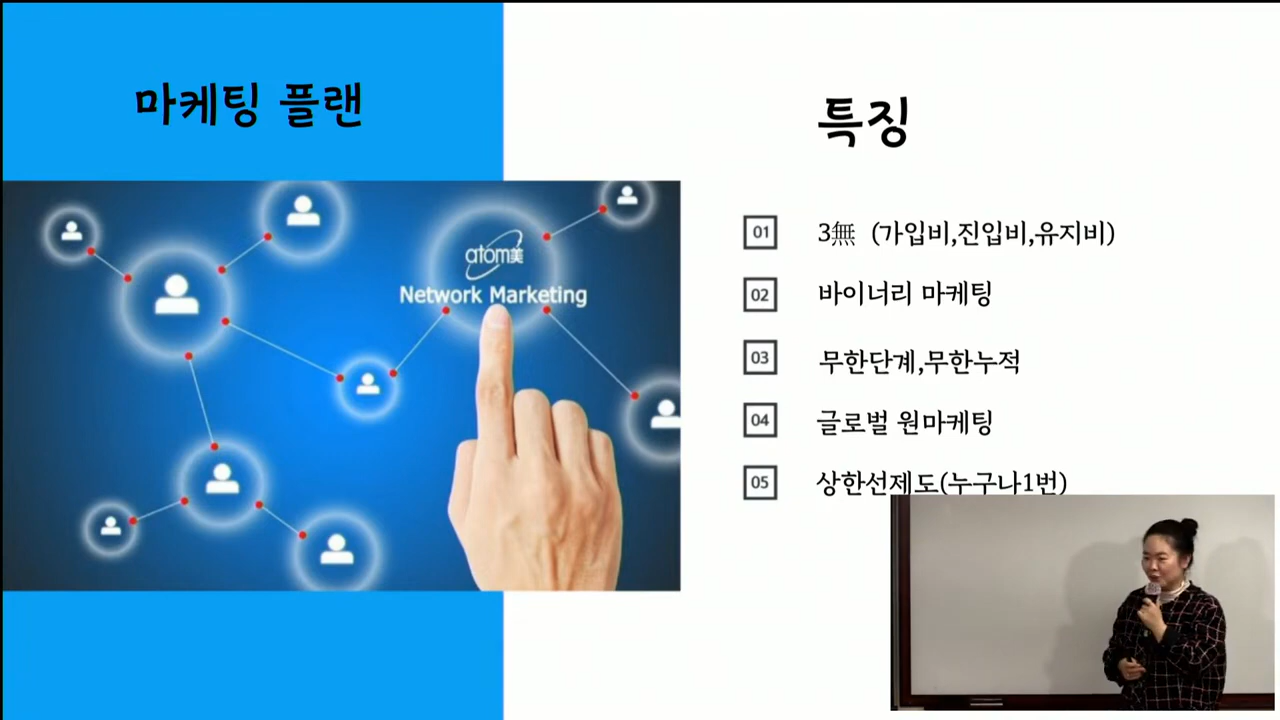 마케팅 플랜
특징
atom美
Network Marketing
01 3無 (가입비,진입비,유지비)
02 바이너리 마케팅
03 무한단계,무한누적
04 글로벌 원마케팅
05 상한선제도(누구나1번)